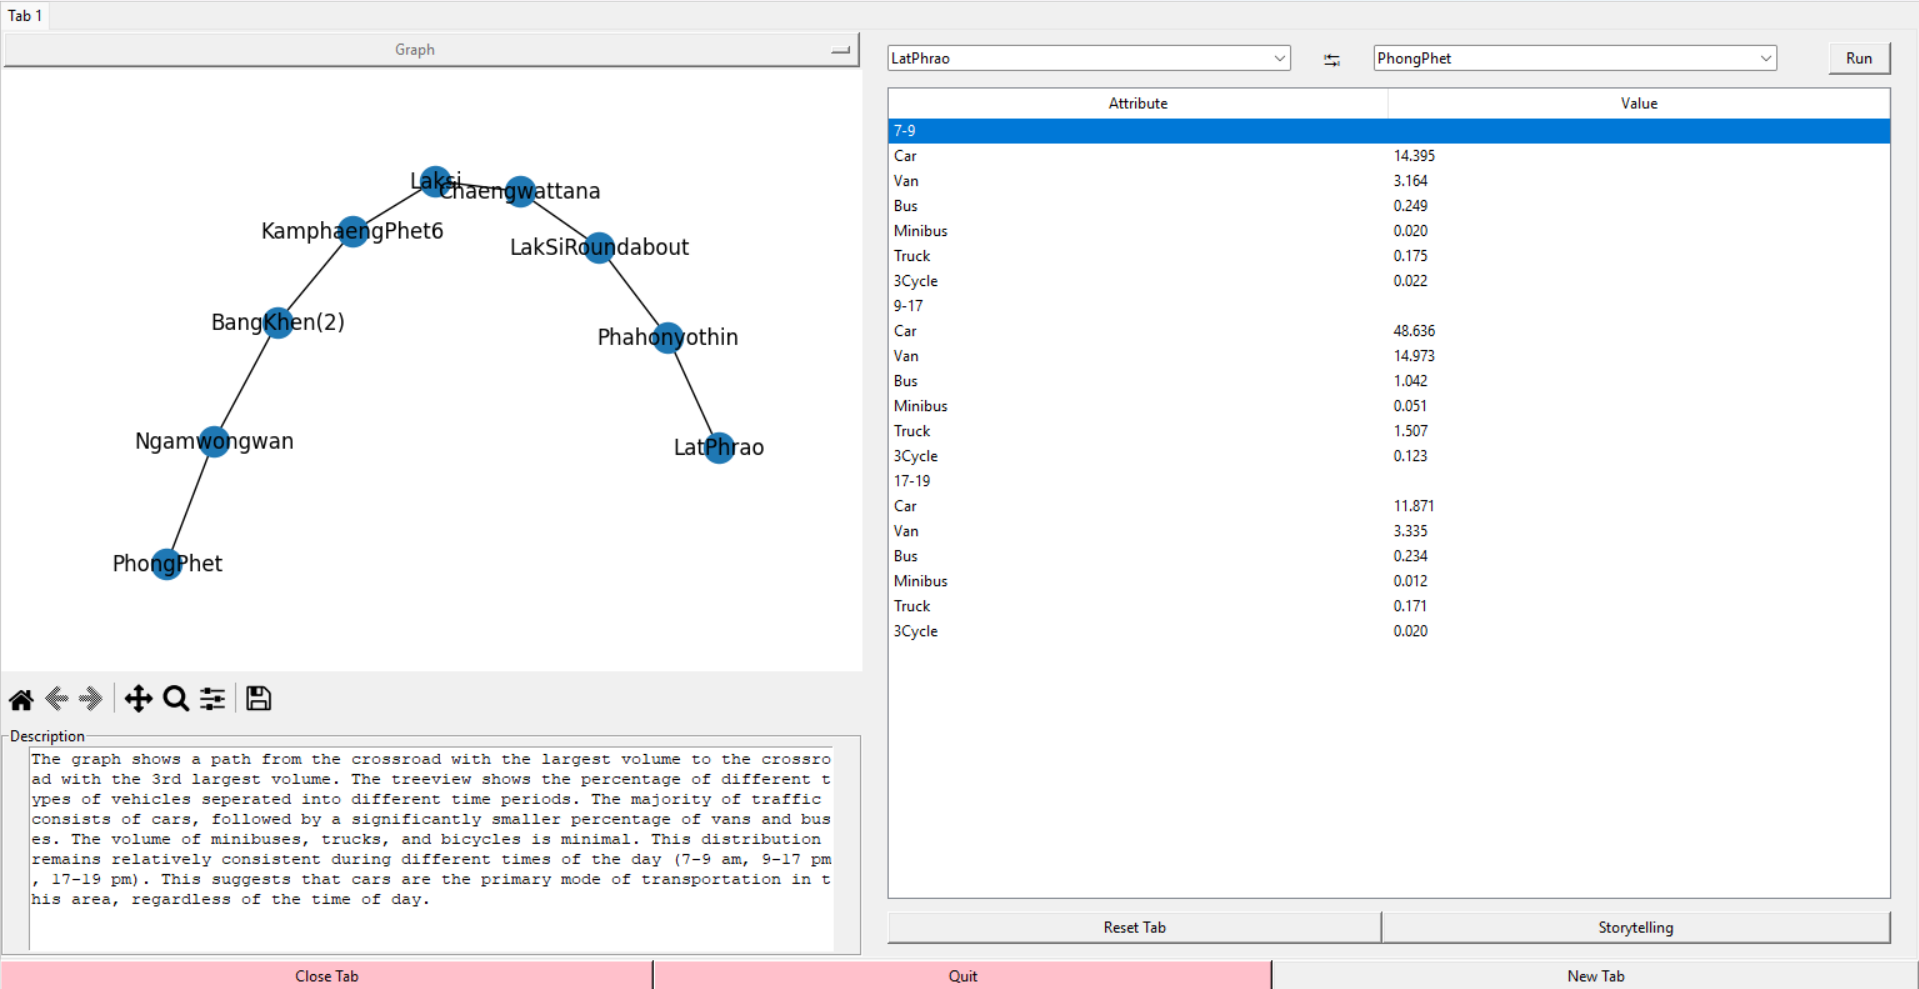 Tab 1
Graph
Laksi
Chaengwattana
KamphaengPhet6
LakSiRoundabout
BangKhen(2)
Phahonyothin
Ngamwongwan
LatPhrao
PhongPhet
Description
The graph shows a path from the crossroad with the largest volume to the crossro
ad with the 3rd largest volume. The treeview shows the percentage of different t
ypes of vehicles seperated into different time periods. The majority of traffic
consists of cars, followed by a significantly smaller percentage of vans and bus
es. The volume of minibuses, trucks, and bicycles is minimal. This distribution
remains relatively consistent during different times of the day (7-9 am, 9-17 pm
, 17-19 pm). This suggests that cars are the primary mode of transportation in t
his area, regardless of the time of day.
LatPhrao PhongPhet Run
Attribute Value
7-9
Car 14.395
Van 3.164
Bus 0.249
Minibus 0.020
Truck 0.175
3Cycle 0.022
9-17
Car 48.636
Van 14.973
Bus 1.042
Minibus 0.051
Truck 1.507
3Cycle 0.123
17-19
Car 11.871
Van 3.335
Bus 0.234
Minibus 0.012
Truck 0.171
3Cycle 0.020
Reset Tab Storytelling
Close Tab Quit New Tab